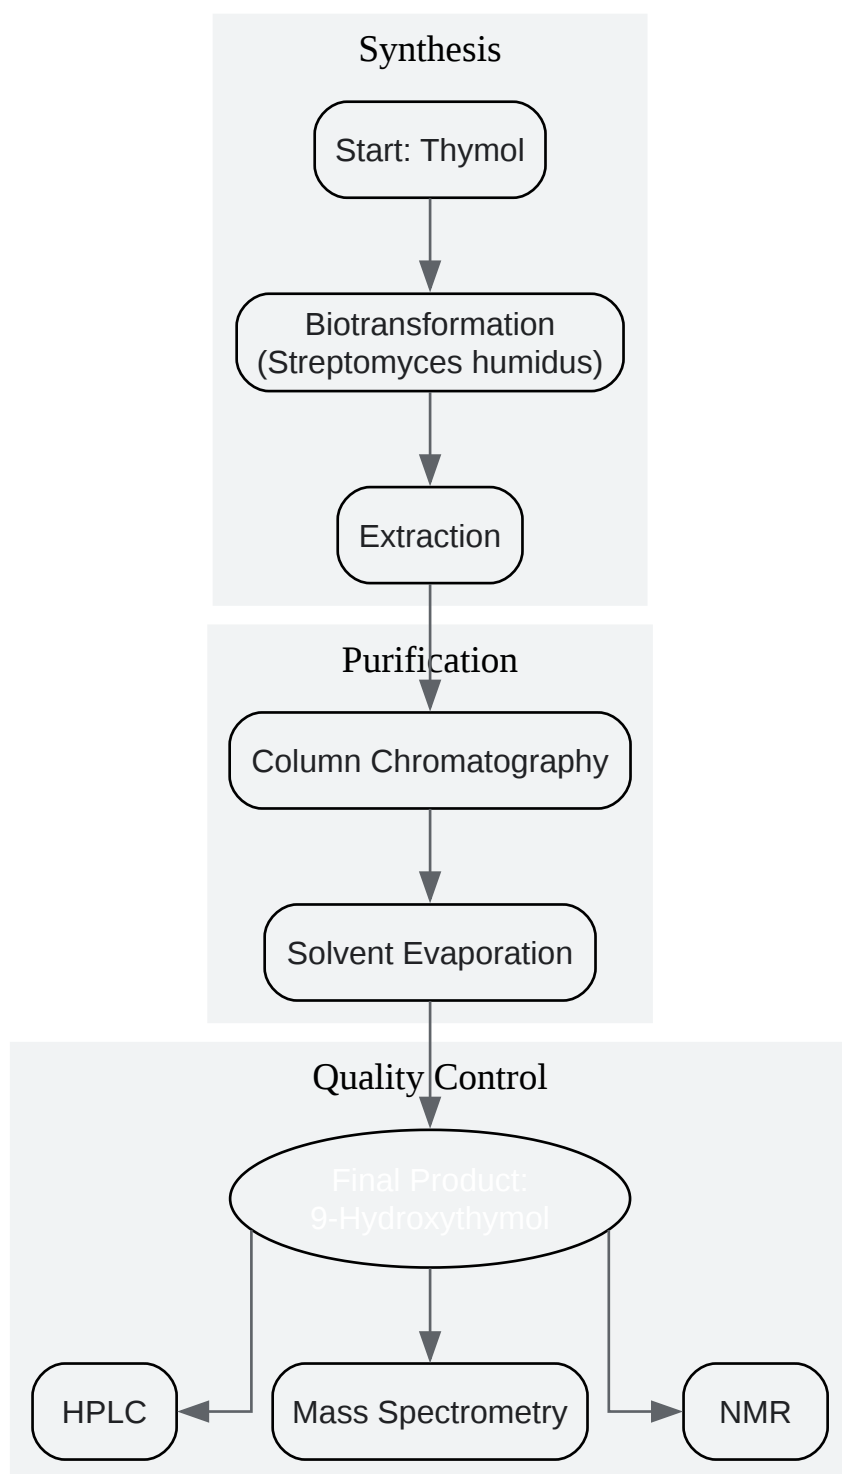 Synthesis
Start: Thymol
Biotransformation
(Streptomyces humidus)
Extraction
Purification
Column Chromatography
Solvent Evaporation
Quality Control
Final Product:
9-Hydroxythymol
HPLC
Mass Spectrometry
NMR